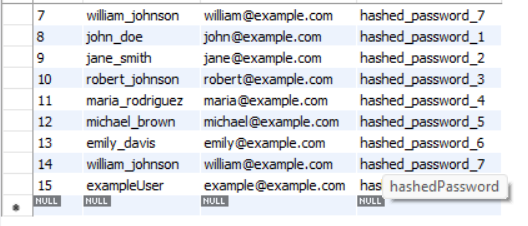 7 william_johnson william@example.com hashed_password_7
8 john_doe john@example.com hashed_password_1
9 jane_smith jane@example.com hashed_password_2
10 robert_johnson robert@example.com hashed_password_3
11 maria_rodriguez maria@example.com hashed_password_4
12 michael_brown michael@example.com hashed_password_5
13 emily_davis emily@example.com hashed_password_6
14 william_johnson william@example.com hashed_password_7
15 exampleUser example@example.com has hashedPassword
NULL NULL NULL NULL